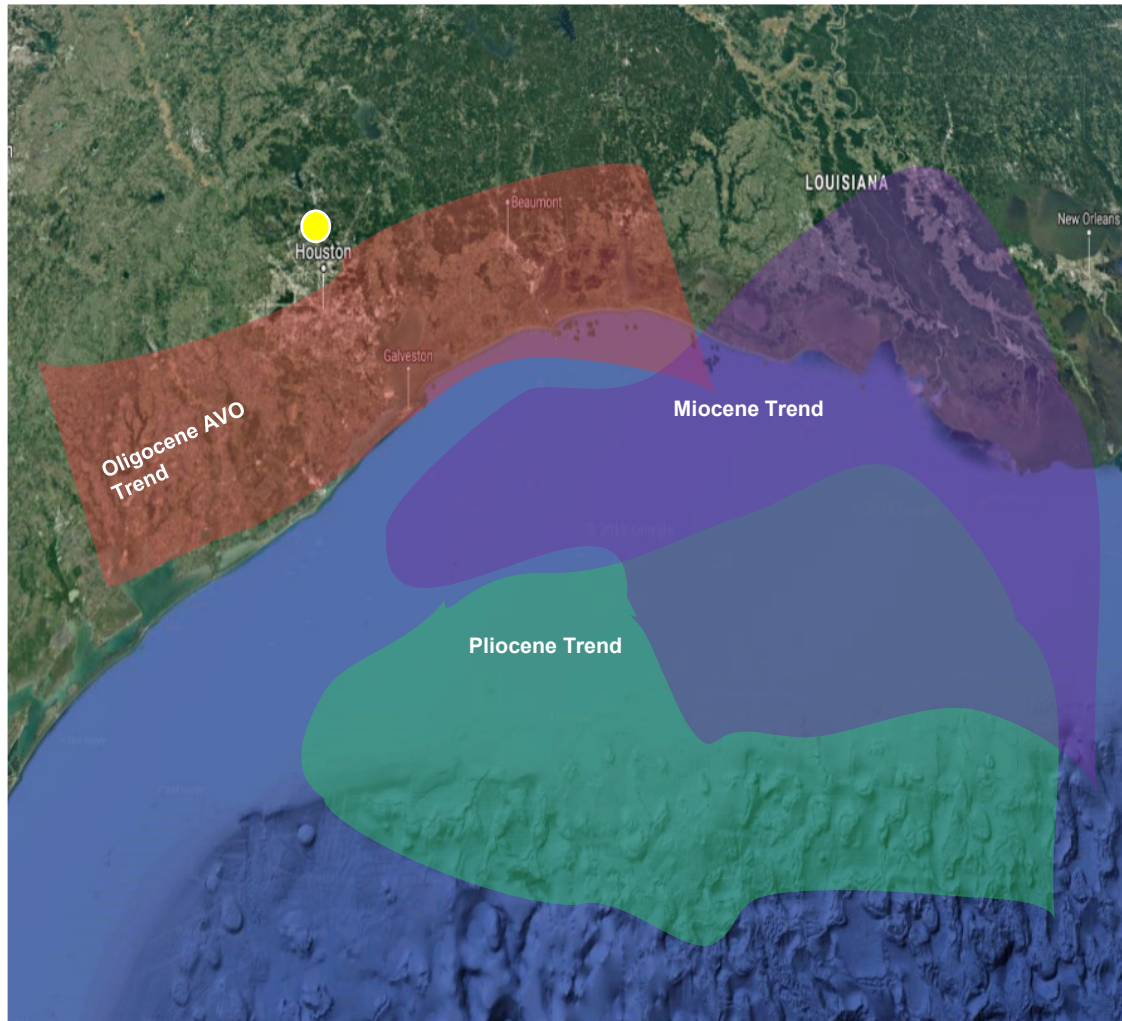 LOUISIANA
Beaumont
New Orleans
Houston
Galveston
Oligocene AVO
Trend
Miocene Trend
Pliocene Trend